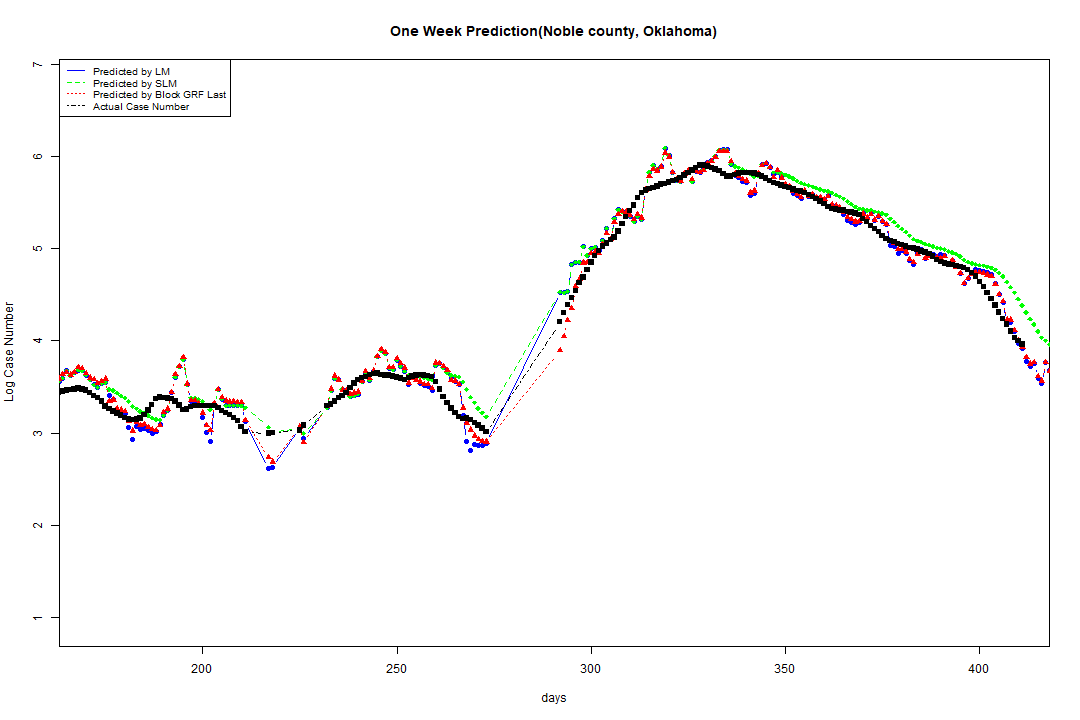 One Week Prediction(Noble county, Oklahoma)
Predicted by LM
Predicted by SLM
Predicted by Block GRF Last
Actual Case Number
7
6
5
4
3
2
1
Log Case Number
200 250 300 350 400
days